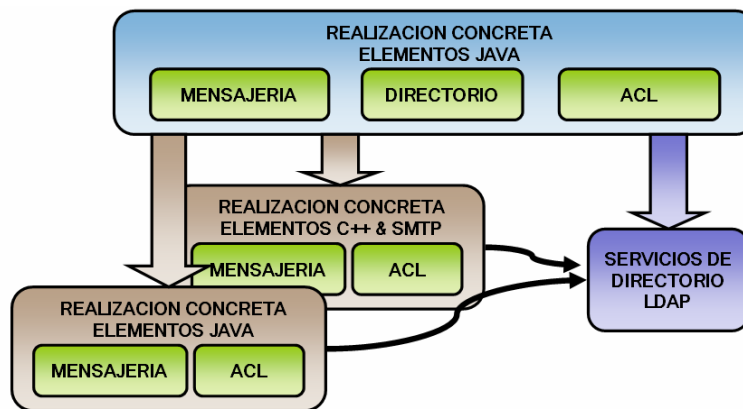 REALIZACION CONCRETA
ELEMENTOS JAVA
MENSAJERIA
DIRECTORIO
ACL
REALIZACION CONCRETA
ELEMENTOS C++ & SMTP
MENSAJERIA
ACL
SERVICIOS DE
DIRECTORIO
LDAP
REALIZACION CONCRETA
ELEMENTOS JAVA
MENSAJERIA
ACL